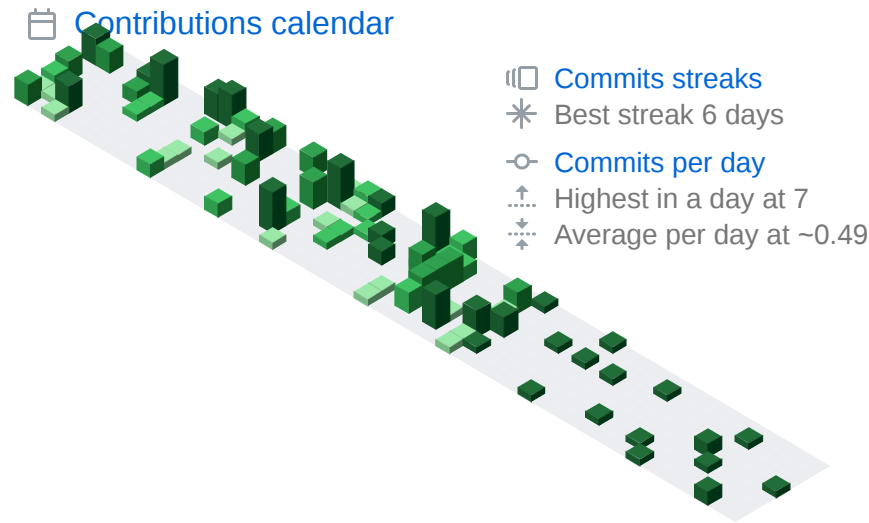 Contributions calendar
Commits streaks
Best streak 6 days
Commits per day
Highest in a day at 7
Average per day at ~0.49